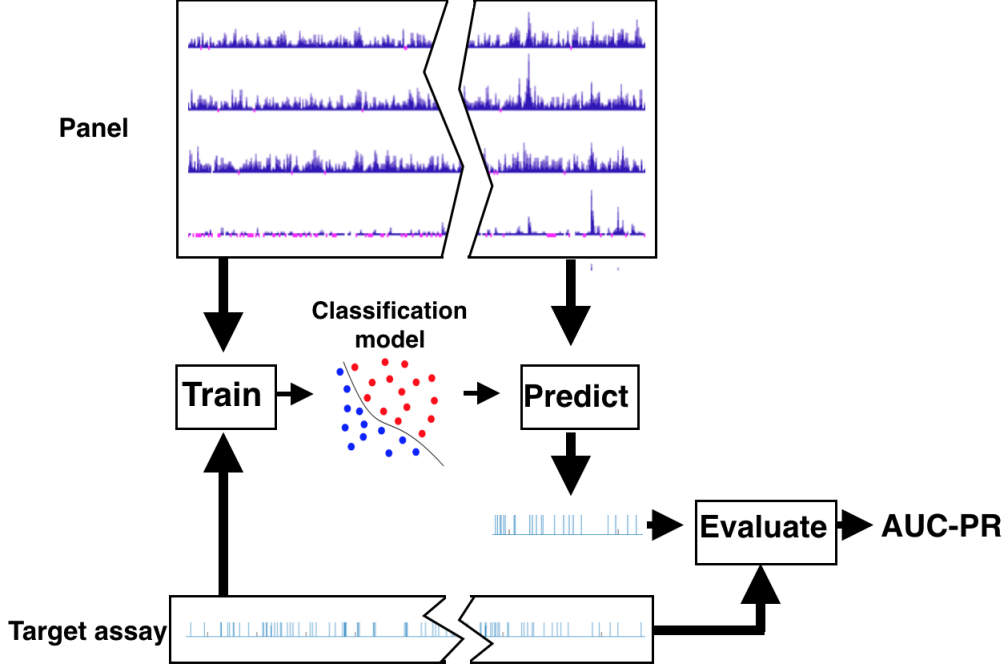 Panel
Classification
model
Train
Predict
Evaluate
AUC-PR
Target assay